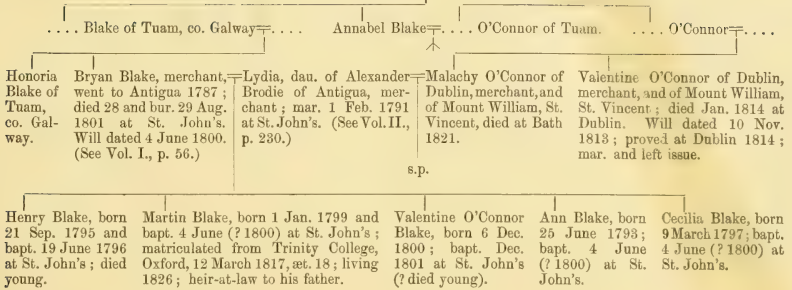 .... Blake of Tuam, co. Galway=.... Annabel Blake=.... O'Connor of Tuam. .... O'Connor=....
Honoria
Blake of
Tuam,
co. Gal-
way.
Bryan Blake, merchant,=
went to Antigua 1787 ;
died 28 and bur. 29 Aug.
1801 at St. John's.
Will dated 4 June 1800.
(See Vol. I., p. 56.)
Lydia, dau. of Alexander=
Brodie of Antigua, mer-
chant ; mar. 1 Feb. 1791
at St. John's. (See Vol. II.,
p. 230.)
Malachy O'Connor of
Dublin, merchant, and
of Mount William, St.
Vincent, died at Bath
1821.
s.p.
Valentine O'Connor of Dublin,
merchant, and of Mount William,
St. Vincent ; died Jan. 1814 at
Dublin. Will dated 10 Nov.
1813 ; proved at Dublin 1814 ;
mar. and left issue.
Henry Blake, born
21 Sep. 1795 and
bapt. 19 June 1796
at St. John's ; died
young.
Martin Blake, born 1 Jan. 1799 and
bapt. 4 June (? 1800) at St. John's ;
matriculated from Trinity College,
Oxford, 12 March 1817, æt. 18 ; living
1826 ; heir-at-law to his father.
Valentine O'Connor
Blake, born 6 Dec.
1800 ; bapt. Dec.
1801 at St. John's
(? died young).
Ann Blake, born
25 June 1793 ;
bapt. 4 June
(? 1800) at St.
John's.
Cecilia Blake, born
9 March 1797 ; bapt.
4 June (? 1800) at
St. John's.